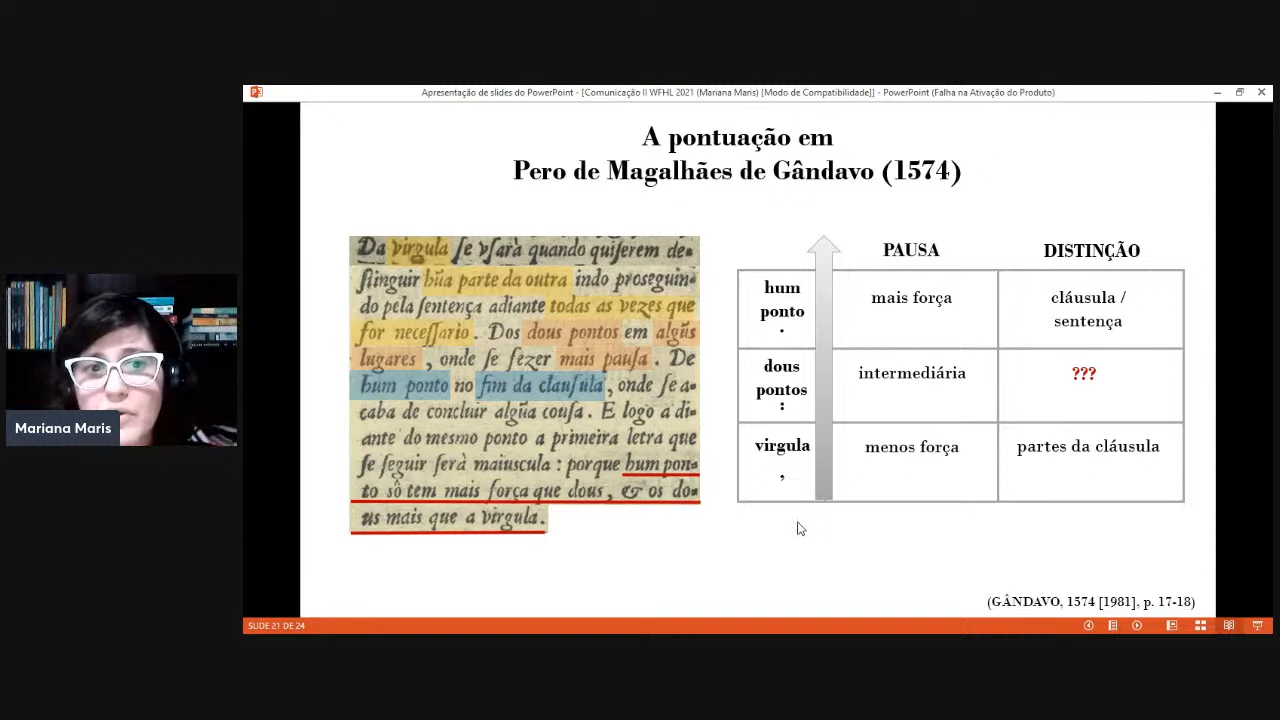 Apresentação de slides do PowerPoint - [Comunicação II WFHL 2021 (Mariana Maris) [Modo de Compatibilidade]] - PowerPoint (Falha na Ativação do Produto)
A pontuação em
Pero de Magalhães de Gândavo (1574)
Da virgula ſe vſarà quando quiſerem de-
ſtinguir hũa parte da outra indo proseguin-
do pela ſentença adiante todas as vezes que
for neceſſario. Dos dous pontos em algũs
lugares, onde ſe fezer mais pauſa. De
hum ponto no fim da clauſula, onde ſe a-
caba de concluir algũa couſa. E logo a di-
ante do mesmo ponto a primeira letra que
ſe ſeguir ſerà maiuscula: porque hum pon-
to sô tem mais força que dous, & os do-
us mais que a virgula.
PAUSA DISTINÇÃO
hum
ponto
.
mais força
cláusula /
sentença
dous
pontos
:
intermediária
???
virgula
,
menos força
partes da cláusula
Mariana Maris
(GÂNDAVO, 1574 [1981], p. 17-18)
SLIDE 21 DE 24